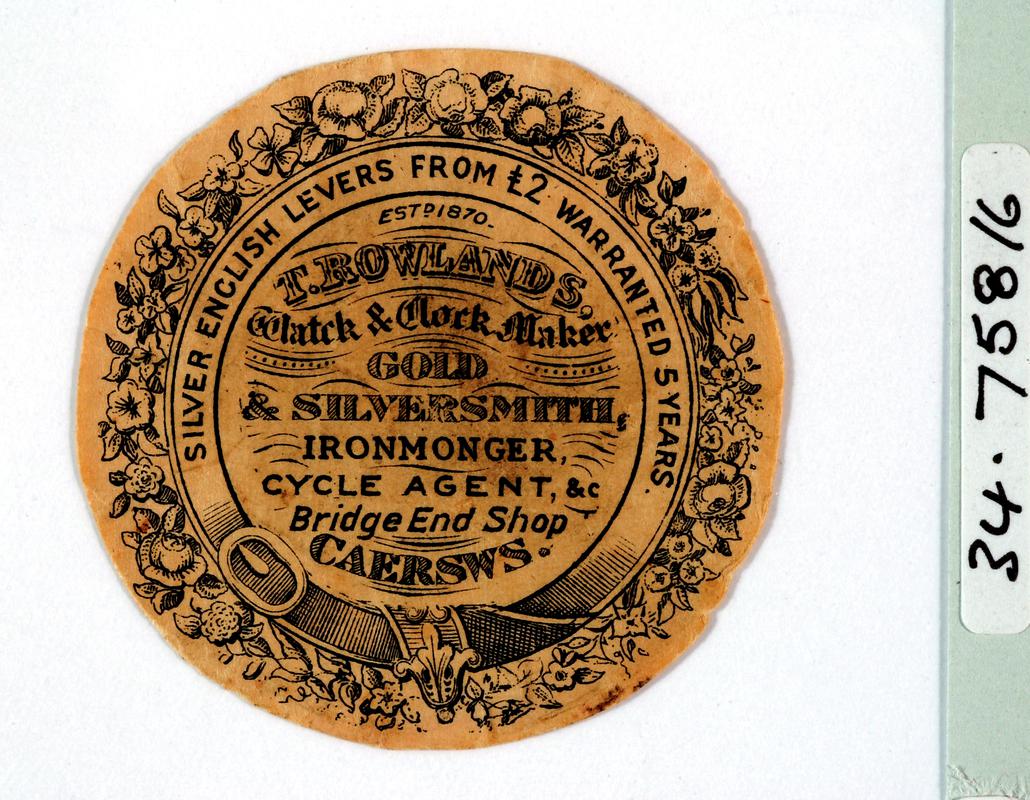 SILVER ENGLISH LEVERS FROM £2 WARRANTED 5 YEARS.
ESTD 1870.
T. ROWLANDS,
Watch & Clock Maker
GOLD
& SILVERSMITH,
IRONMONGER,
CYCLE AGENT, &c
Bridge End Shop
CAERSWS.
34.758/6